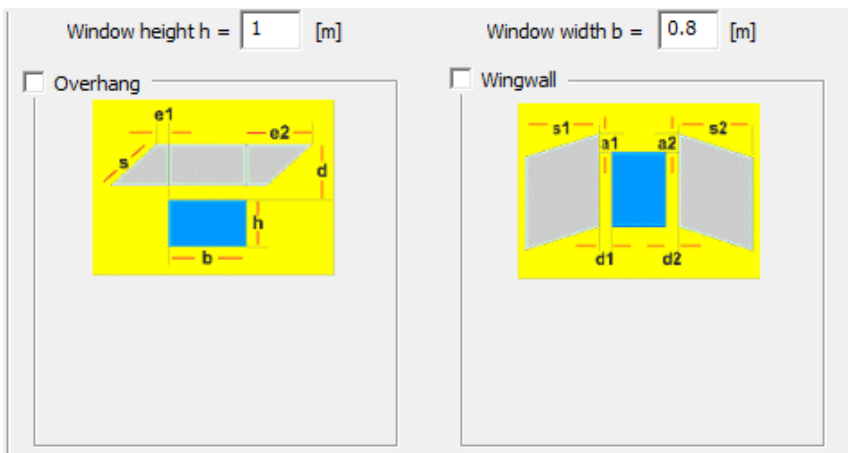 Window height h = 1 [m]
Window width b = 0.8 [m]
Overhang
e1
e2
s
d
h
b
Wingwall
s1
s2
a1
a2
d1
d2